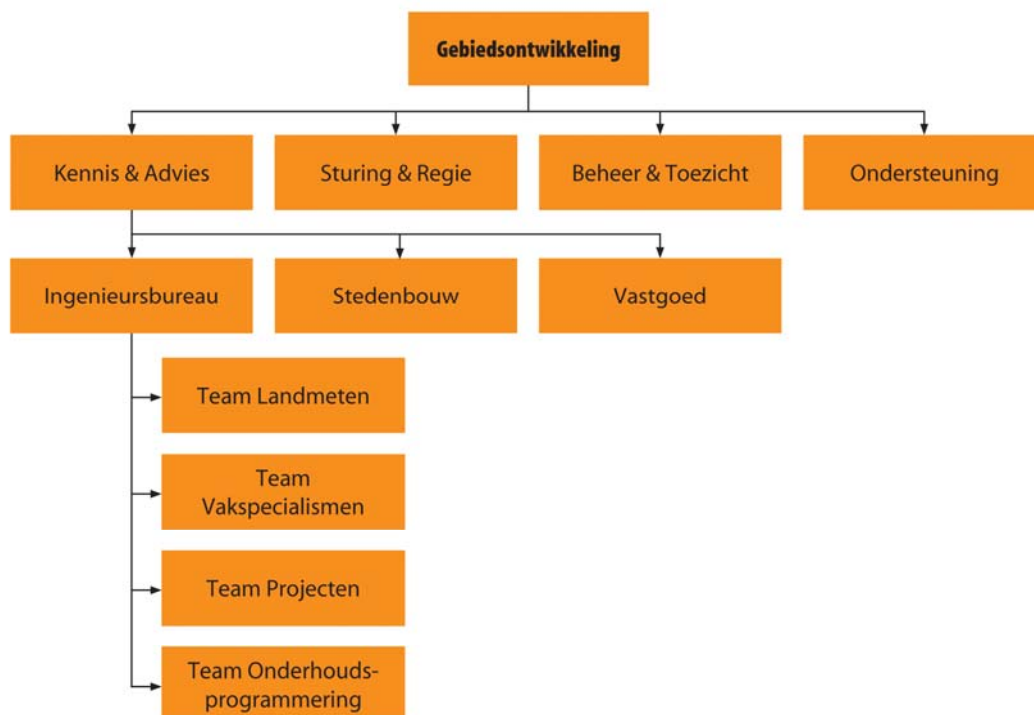 Gebiedsontwikkeling
Kennis & Advies
Sturing & Regie
Beheer & Toezicht
Ondersteuning
Ingenieursbureau
Stedenbouw
Vastgoed
Team Landmeten
Team
Vakspecialismen
Team Projecten
Team Onderhouds-
programmering